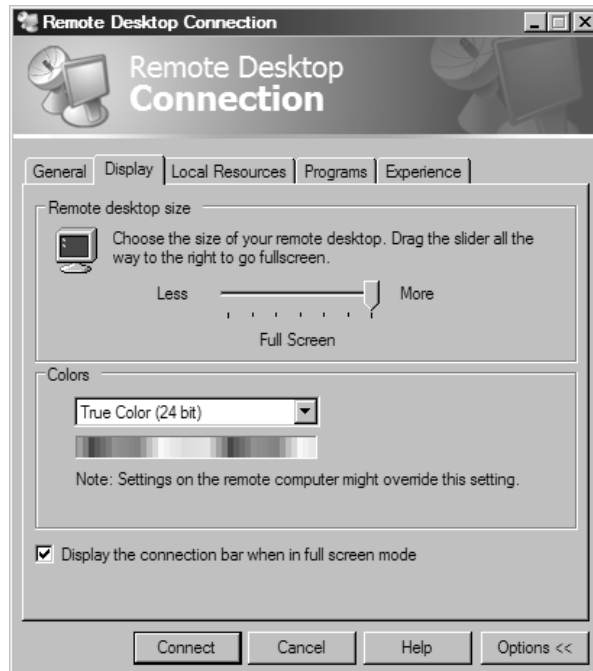 Remote Desktop Connection
Remote Desktop
Connection
General Display Local Resources Programs Experience
Remote desktop size
Choose the size of your remote desktop. Drag the slider all the
way to the right to go fullscreen.
Less More
Full Screen
Colors
True Color (24 bit)
Note: Settings on the remote computer might override this setting.
Display the connection bar when in full screen mode
Connect Cancel Help Options <<